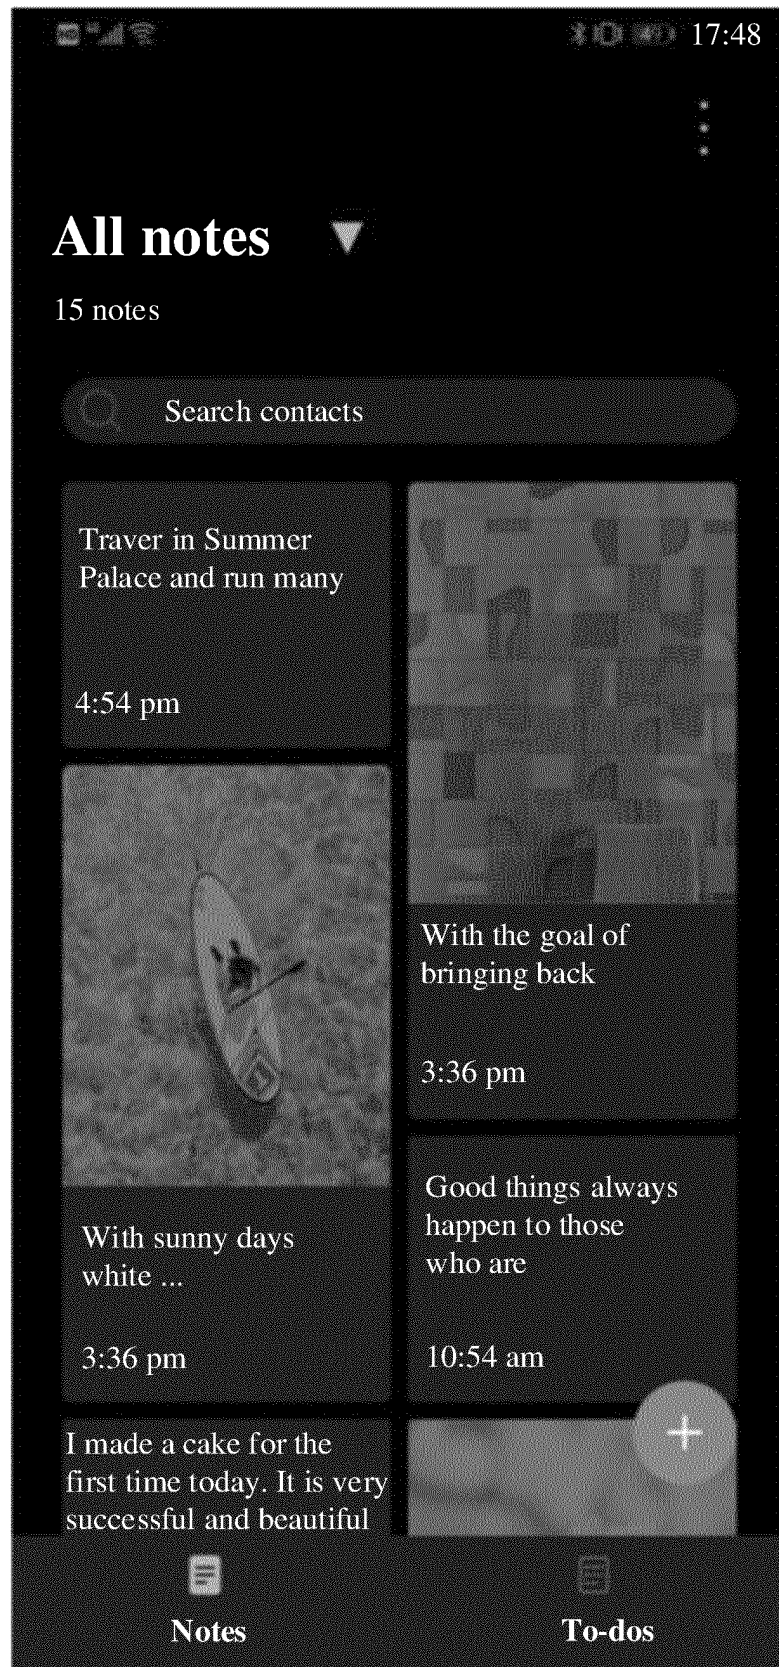 17:48
All notes
15 notes
Search contacts
Traver in Summer
Palace and run many
4:54 pm
With the goal of
bringing back
3:36 pm
With sunny days
white ...
3:36 pm
Good things always
happen to those
who are
10:54 am
I made a cake for the
first time today. It is very
successful and beautiful
Notes
To-dos